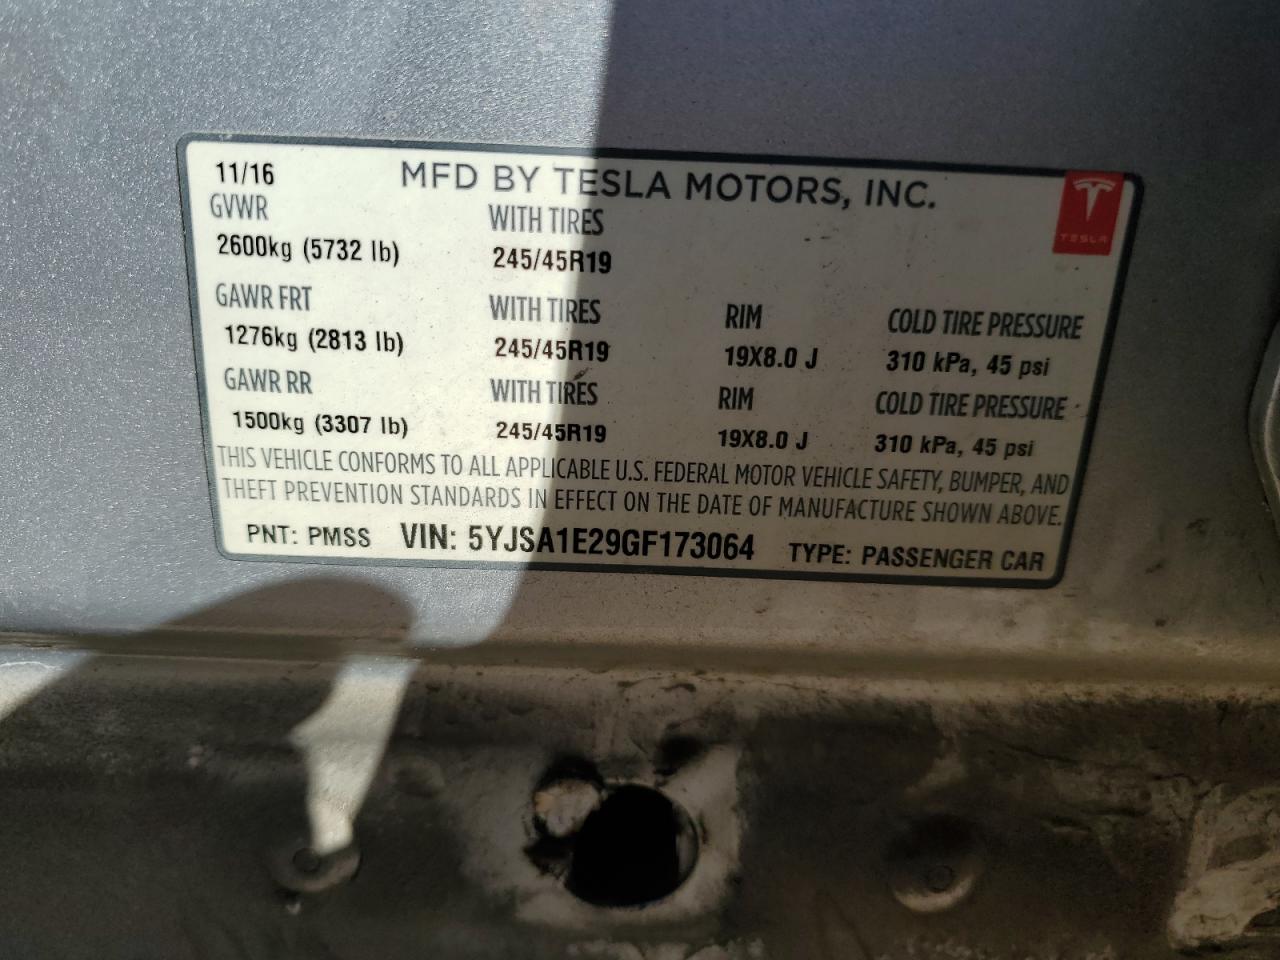 11/16 MFD BY TESLA MOTORS, INC.
TESLA
GVWR WITH TIRES
2600kg (5732 lb) 245/45R19
GAWR FRT WITH TIRES RIM COLD TIRE PRESSURE
1276kg (2813 lb) 245/45R19 19X8.0 J 310 kPa, 45 psi
GAWR RR WITH TIRES RIM COLD TIRE PRESSURE
1500kg (3307 lb) 245/45R19 19X8.0 J 310 kPa, 45 psi
THIS VEHICLE CONFORMS TO ALL APPLICABLE U.S. FEDERAL MOTOR VEHICLE SAFETY, BUMPER, AND
THEFT PREVENTION STANDARDS IN EFFECT ON THE DATE OF MANUFACTURE SHOWN ABOVE.
PNT: PMSS VIN: 5YJSA1E29GF173064 TYPE: PASSENGER CAR